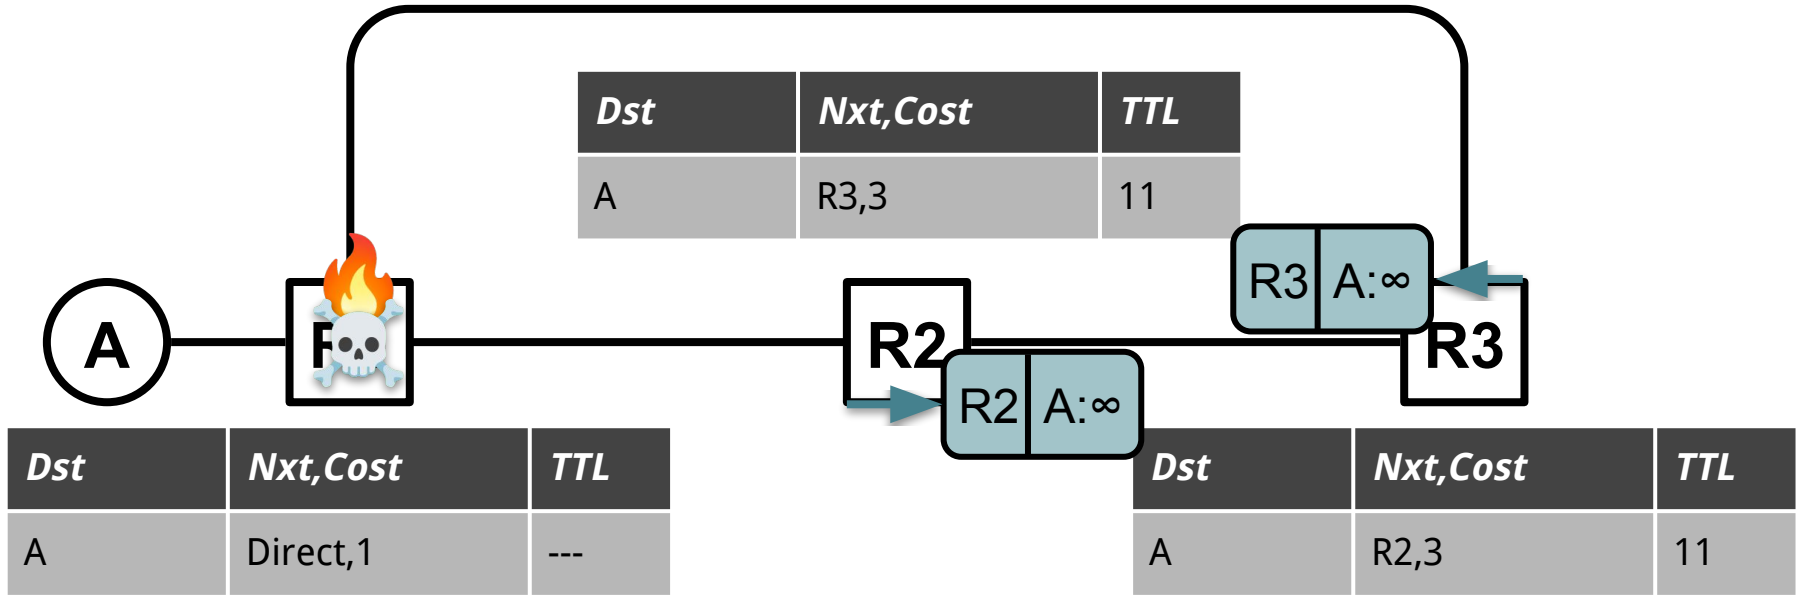 Dst Nxt,Cost TTL
A R3,3 11
R3 A:∞
A R2 R3
R2 A:∞
Dst Nxt,Cost TTL
A Direct,1 ---
Dst Nxt,Cost TTL
A R2,3 11